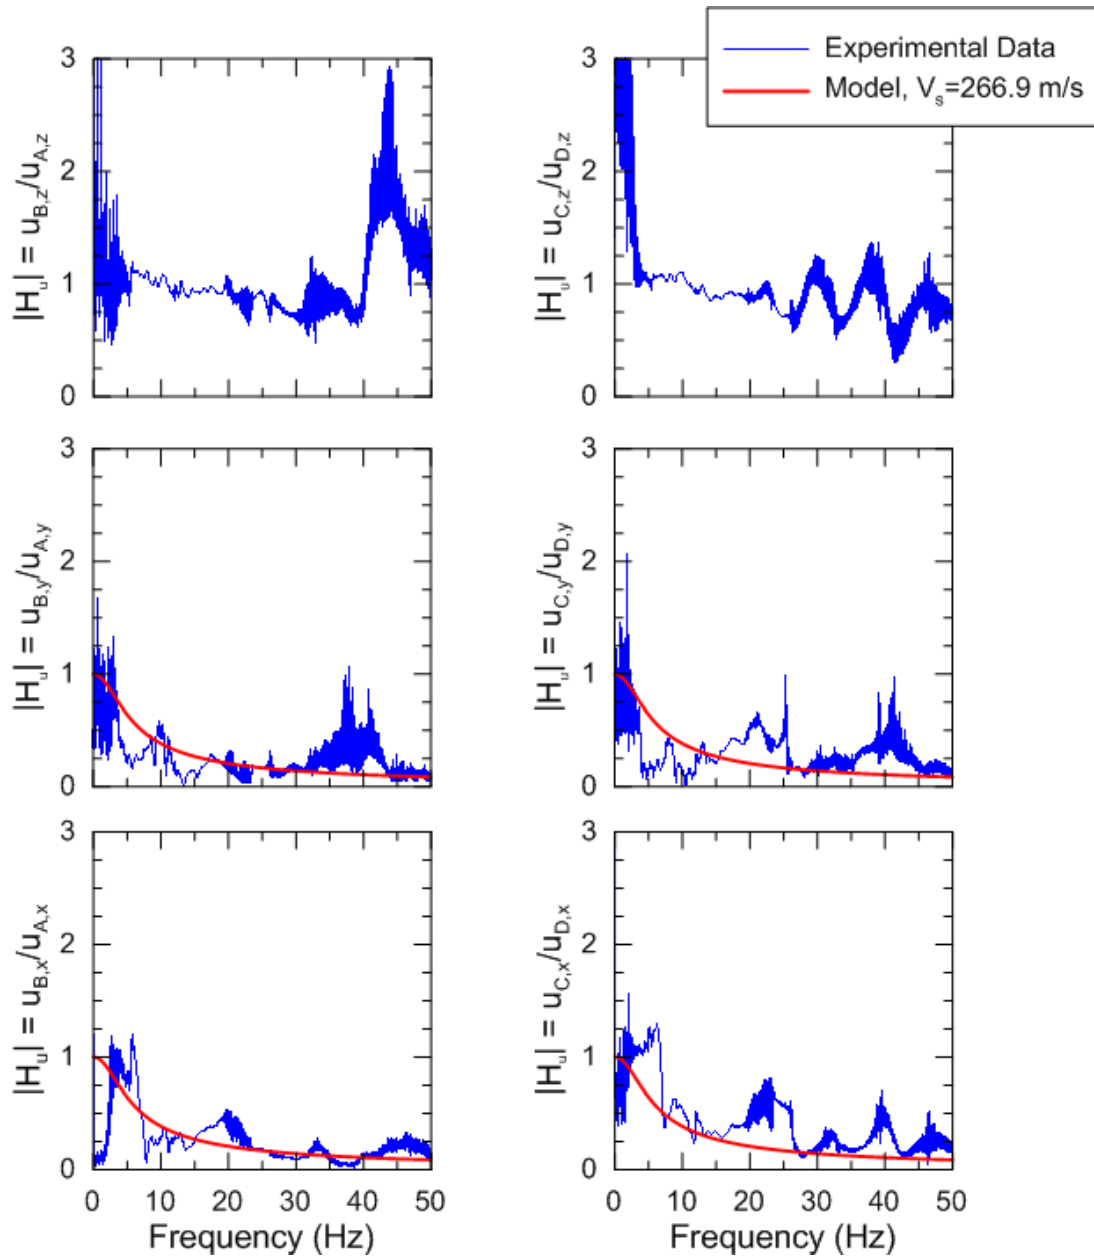 Experimental Data
Model, Vs=266.9 m/s
|Hu| = uB,z/uA,z
3
2
1
0
|Hu| = uC,z/uD,z
3
2
1
0
|Hu| = uB,y/uA,y
3
2
1
0
|Hu| = uC,y/uD,y
3
2
1
0
|Hu| = uB,x/uA,x
3
2
1
0
0 10 20 30 40 50
Frequency (Hz)
|Hu| = uC,x/uD,x
3
2
1
0
0 10 20 30 40 50
Frequency (Hz)